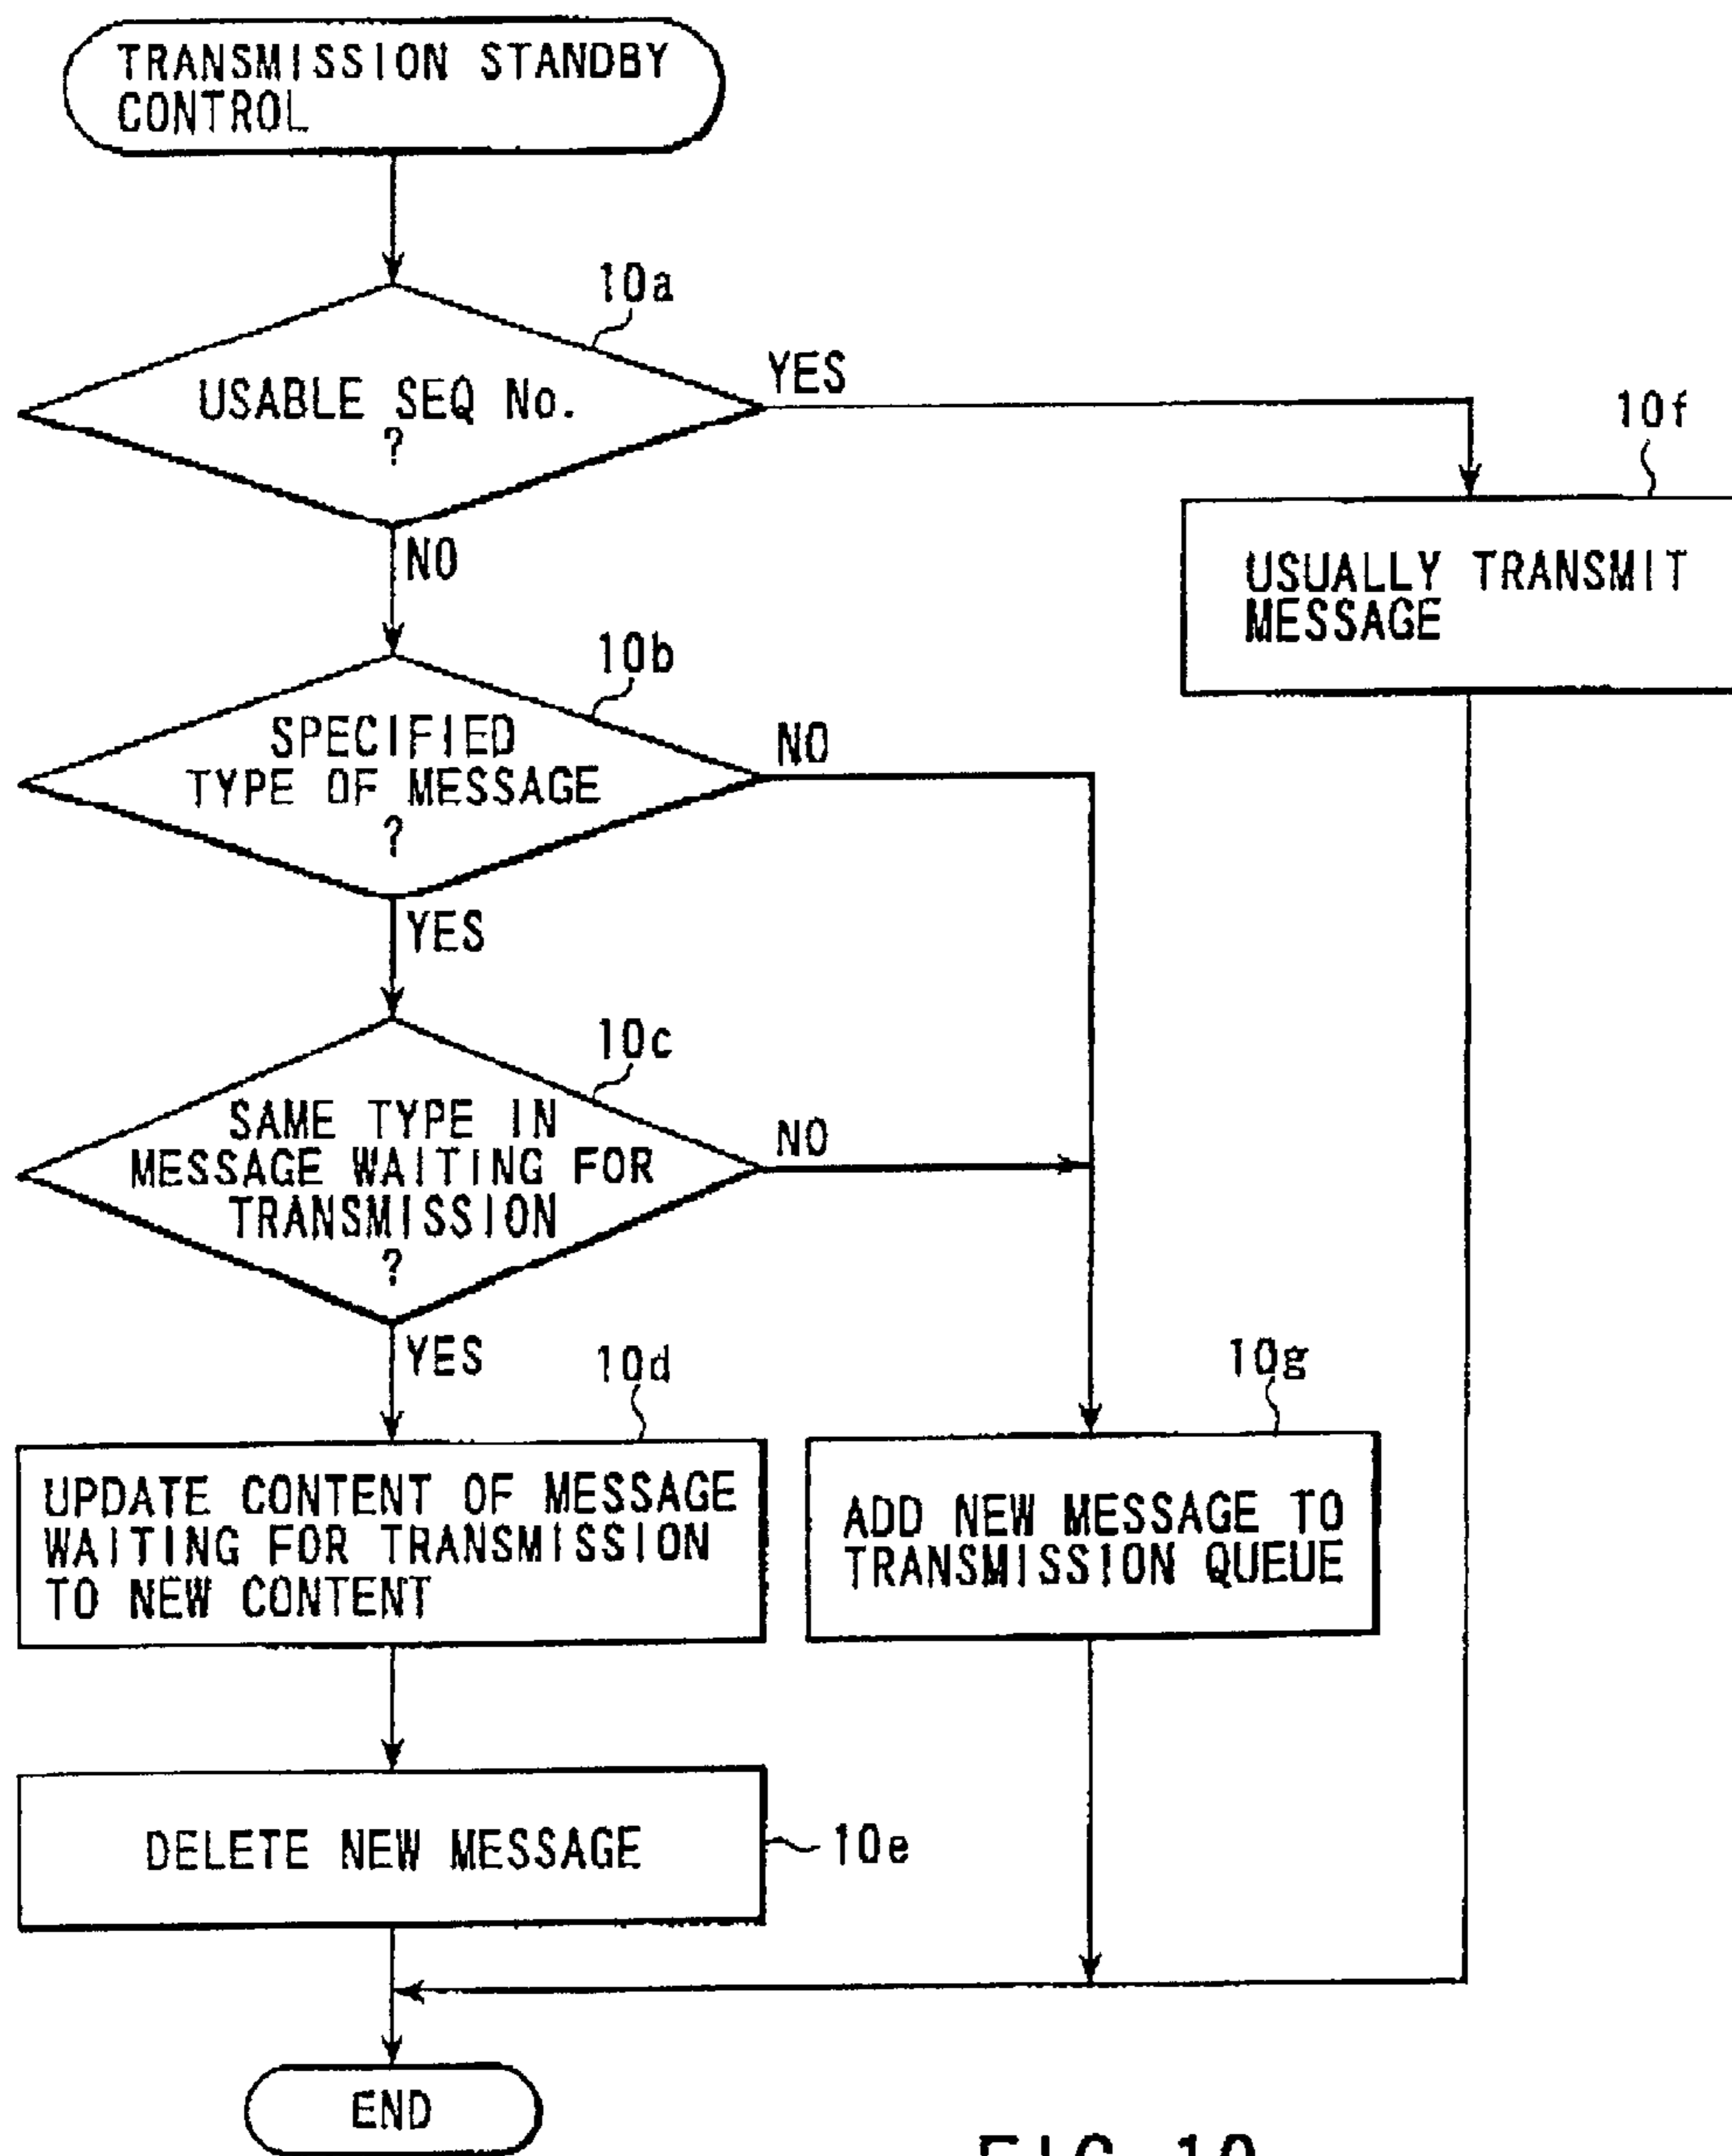 TRANSMISSION STANDBY
CONTROL
10a
USABLE SEQ No.
?
YES
NO
10f
USUALLY TRANSMIT
MESSAGE
10b
SPECIFIED
TYPE OF MESSAGE
?
NO
YES
10c
SAME TYPE IN
MESSAGE WAITING FOR
TRANSMISSION
?
NO
YES
10d
UPDATE CONTENT OF MESSAGE
WAITING FOR TRANSMISSION
TO NEW CONTENT
10g
ADD NEW MESSAGE TO
TRANSMISSION QUEUE
DELETE NEW MESSAGE
10e
END
FIG. 10